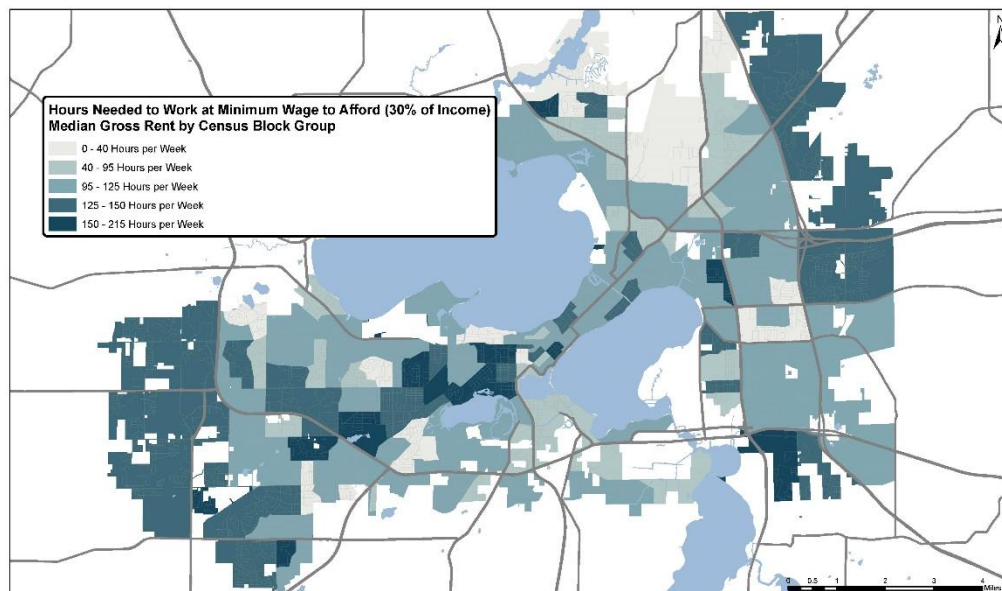 N
Hours Needed to Work at Minimum Wage to Afford (30% of Income)
Median Gross Rent by Census Block Group
0 - 40 Hours per Week
40 - 95 Hours per Week
95 - 125 Hours per Week
125 - 150 Hours per Week
150 - 215 Hours per Week
0 0.5 1 2 3 4
Miles